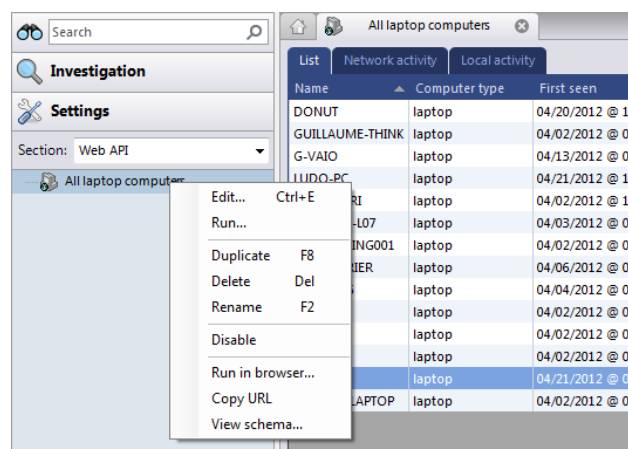 Search
Investigation
Settings
Section: Web API
All laptop computers
Edit... Ctrl+E
Run...
Duplicate F8
Delete Del
Rename F2
Disable
Run in browser...
Copy URL
View schema...
All laptop computers
List Network activity Local activity
Name Computer type First seen
DONUT laptop 04/20/2012 @ 1
GUILLAUME-THINK laptop 04/02/2012 @ 0
G-VAIO laptop 04/13/2012 @ 0
LUDO-PC laptop 04/21/2012 @ 1
RI laptop 04/02/2012 @ 1
-L07 laptop 04/03/2012 @ 0
ING001 laptop 04/02/2012 @ 0
RIER laptop 04/06/2012 @ 0
laptop 04/04/2012 @ 0
laptop 04/02/2012 @ 0
laptop 04/02/2012 @ 0
laptop 04/02/2012 @ 0
laptop 04/21/2012 @ 0
LAPTOP laptop 04/02/2012 @ 0